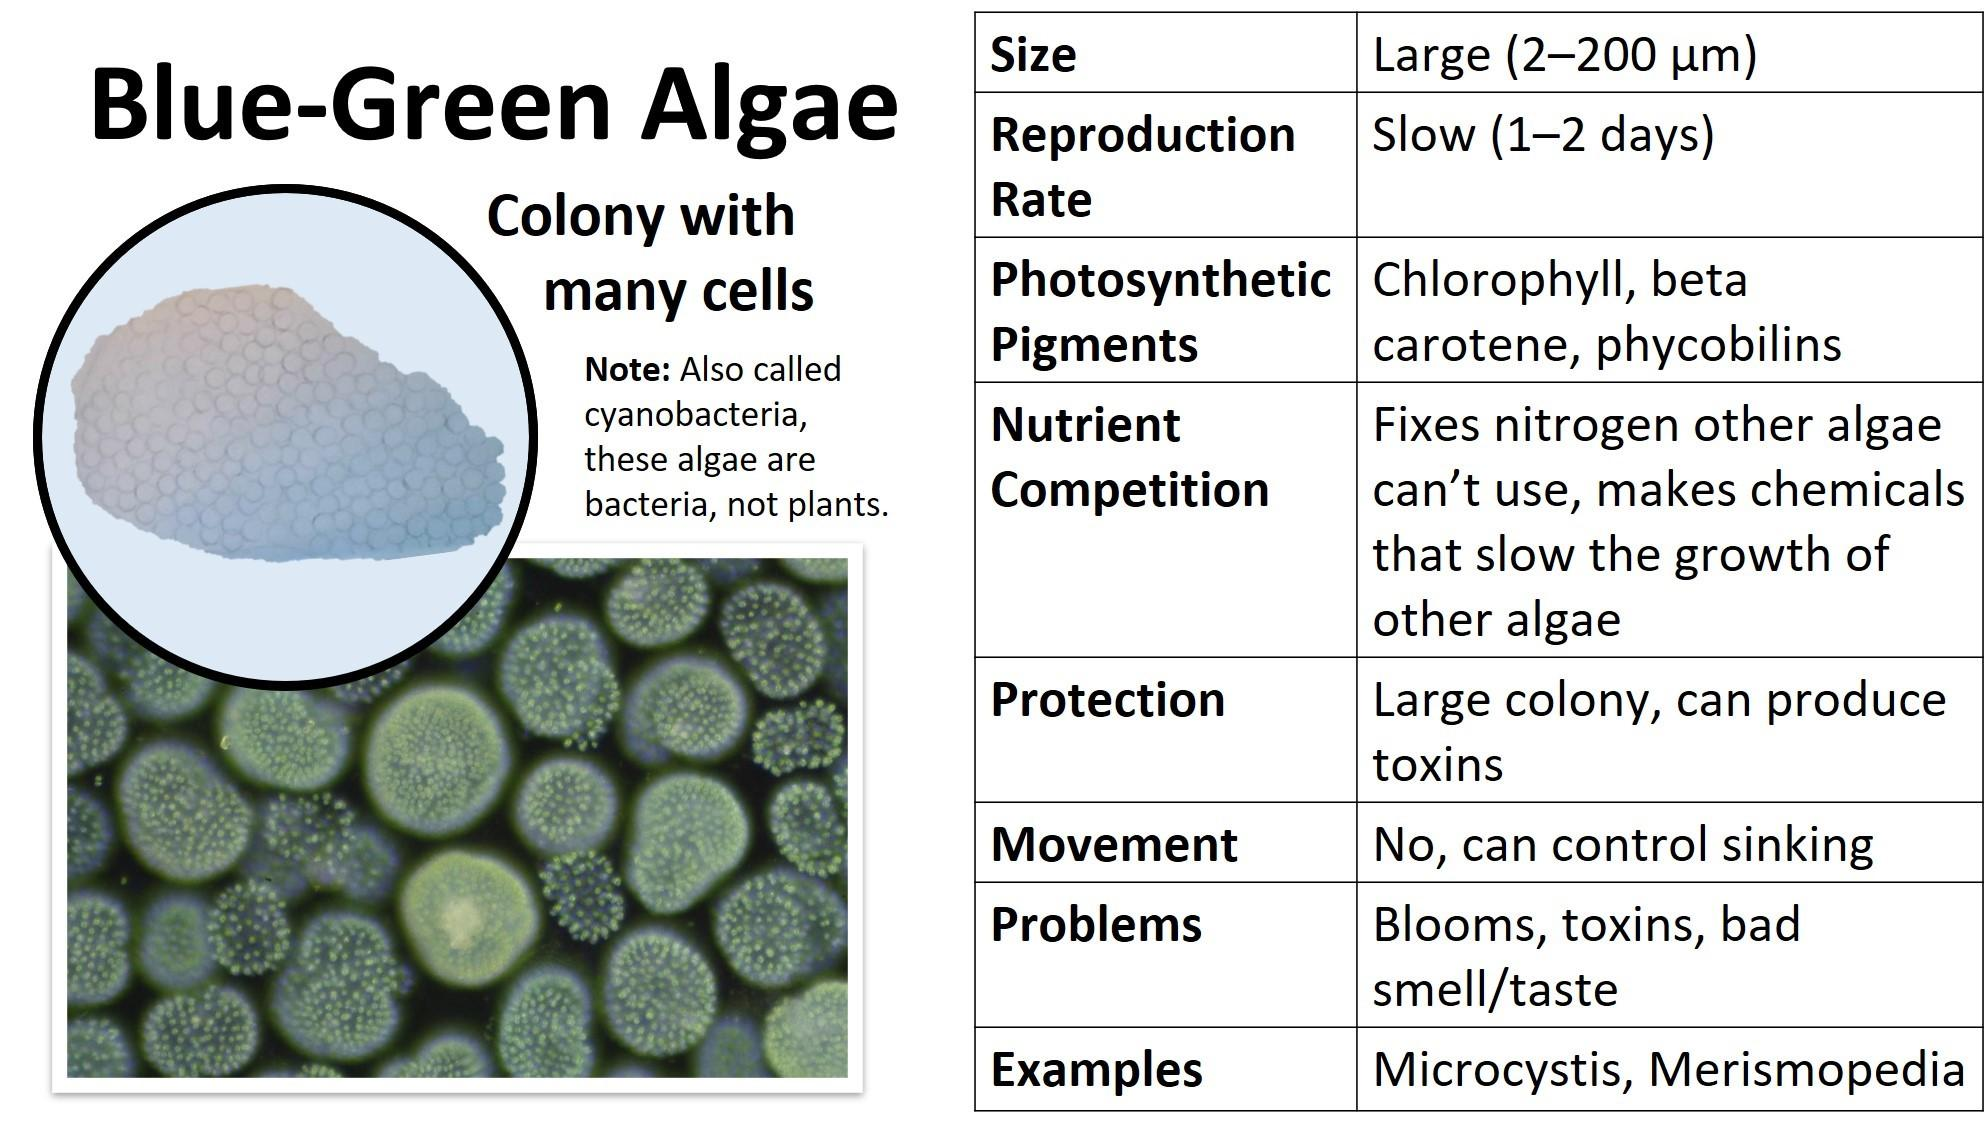 Blue-Green Algae
Colony with
many cells
Note: Also called
cyanobacteria,
these algae are
bacteria, not plants.
Size
Large (2–200 µm)
Reproduction
Rate
Slow (1–2 days)
Photosynthetic
Pigments
Chlorophyll, beta
carotene, phycobilins
Nutrient
Competition
Fixes nitrogen other algae
can’t use, makes chemicals
that slow the growth of
other algae
Protection
Large colony, can produce
toxins
Movement
No, can control sinking
Problems
Blooms, toxins, bad
smell/taste
Examples
Microcystis, Merismopedia